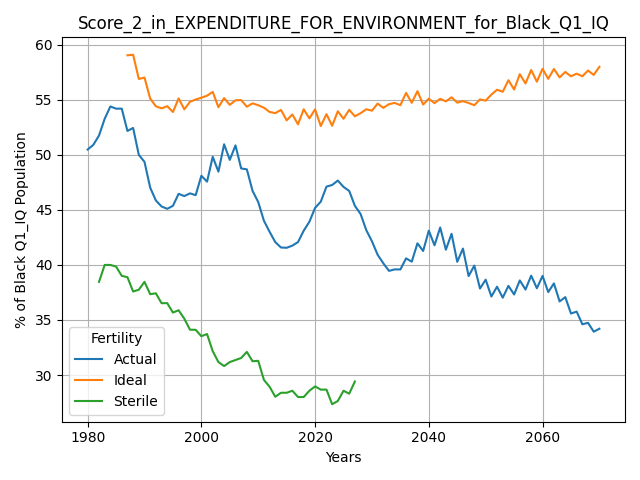 Score_2_in_EXPENDITURE_FOR_ENVIRONMENT_for_Black_Q1_IQ
% of Black Q1_IQ Population
60
55
50
45
40
35
30
Fertility
Actual
Ideal
Sterile
1980
2000
2020
2040
2060
Years